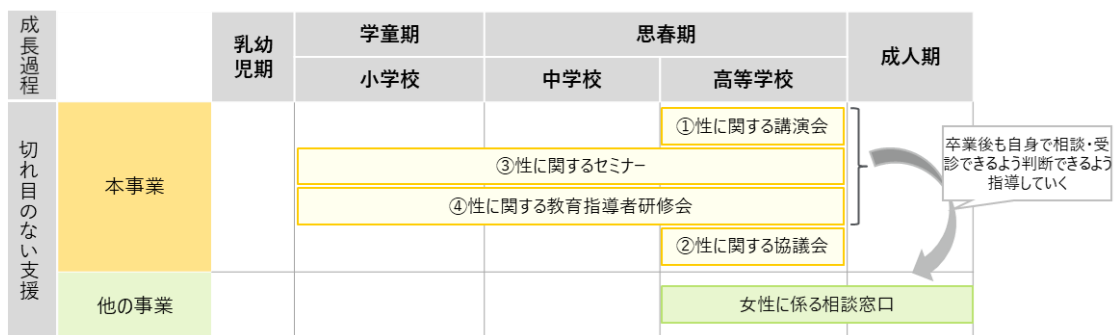 成長過程
乳幼
児期
学童期
思春期
成人期
小学校
中学校
高等学校
切れ目のない支援
本事業
①性に関する講演会
③性に関するセミナー
④性に関する教育指導者研修会
②性に関する協議会
卒業後も自身で相談・受
診できるよう判断できるよう
指導していく
他の事業
女性に係る相談窓口